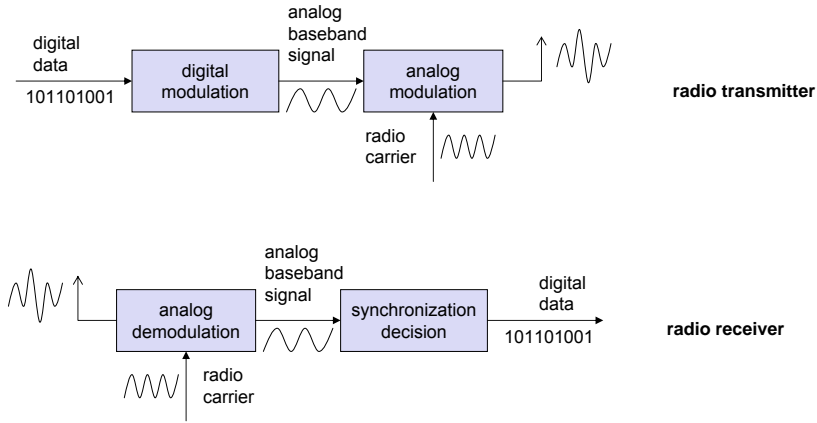 analog
baseband
signal
digital
data
101101001
digital
modulation
analog
modulation
radio
carrier
radio transmitter
analog
baseband
signal
analog
demodulation
synchronization
decision
digital
data
101101001
radio
carrier
radio receiver